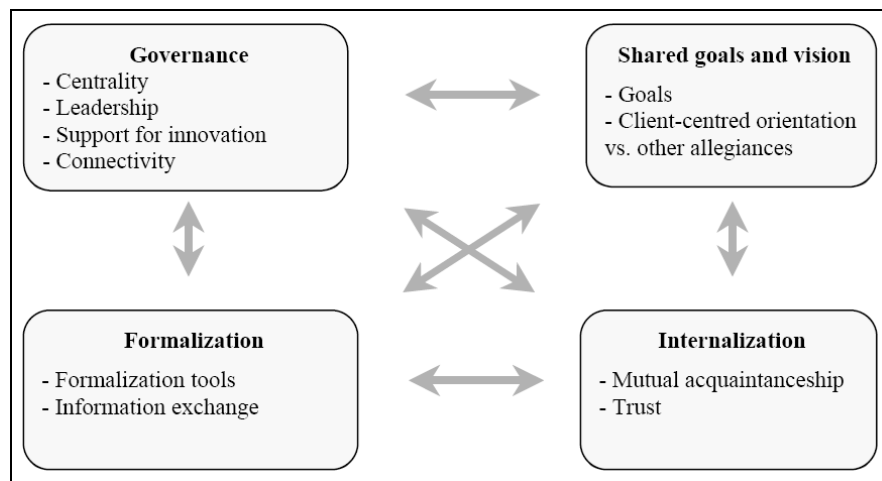 Governance
- Centrality
- Leadership
- Support for innovation
- Connectivity
Shared goals and vision
- Goals
- Client-centred orientation
vs. other allegiances
Formalization
- Formalization tools
- Information exchange
Internalization
- Mutual acquaintanceship
- Trust